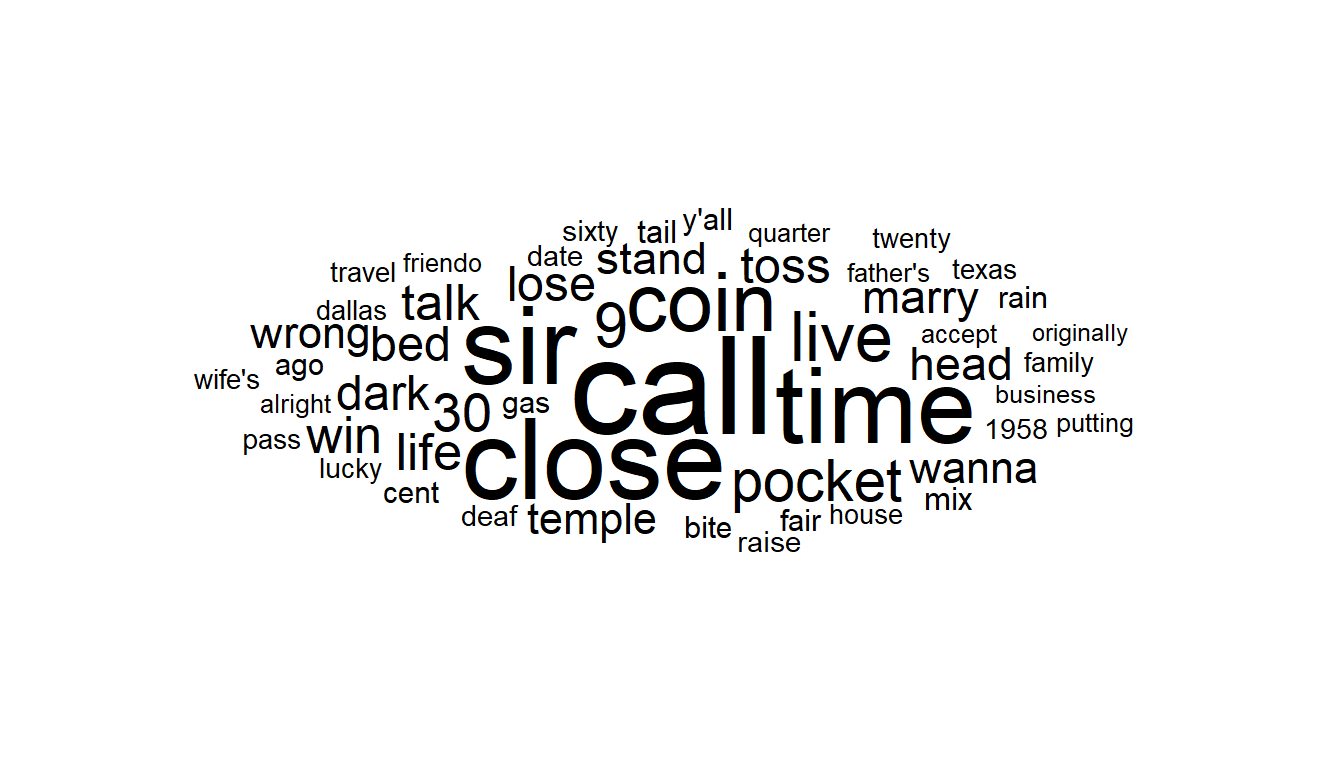 sixty tail y'all quarter twenty
travel friendo date stand toss father's texas
dallas talk lose coin marry rain
wrong bed sir 9 live accept originally
wife's ago call head family
alright dark 30 gas time business
pass win life close 1958 putting
lucky cent pocket wanna
deaf temple bite fair house mix
raise